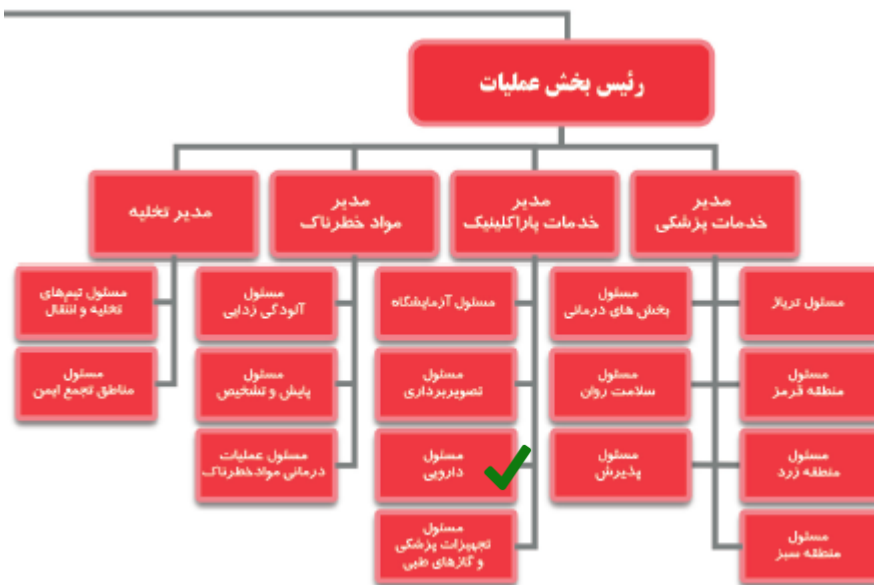 رئیس بخش عملیات
مدیر
خدمات پزشکی
مدیر
خدمات پاراکلینیک
مدیر
مواد خطرناک
مدیر تخلیه
مسئول تریاژ
مسئول
منطقه قرمز
مسئول
منطقه زرد
مسئول
منطقه سبز
مسئول
بخش های درمانی
مسئول
سلامت روان
مسئول
پذیرش
مسئول آزمایشگاه
مسئول
تصویربرداری
مسئول
دارویی
مسئول
تجهیزات پزشکی
و گازهای طبی
مسئول
آلودگی زدایی
مسئول
پایش و تشخیص
مسئول عملیات
درمانی موادخطرناک
مسئول تیم‌های
تخلیه و انتقال
مسئول
مناطق تجمع ایمن